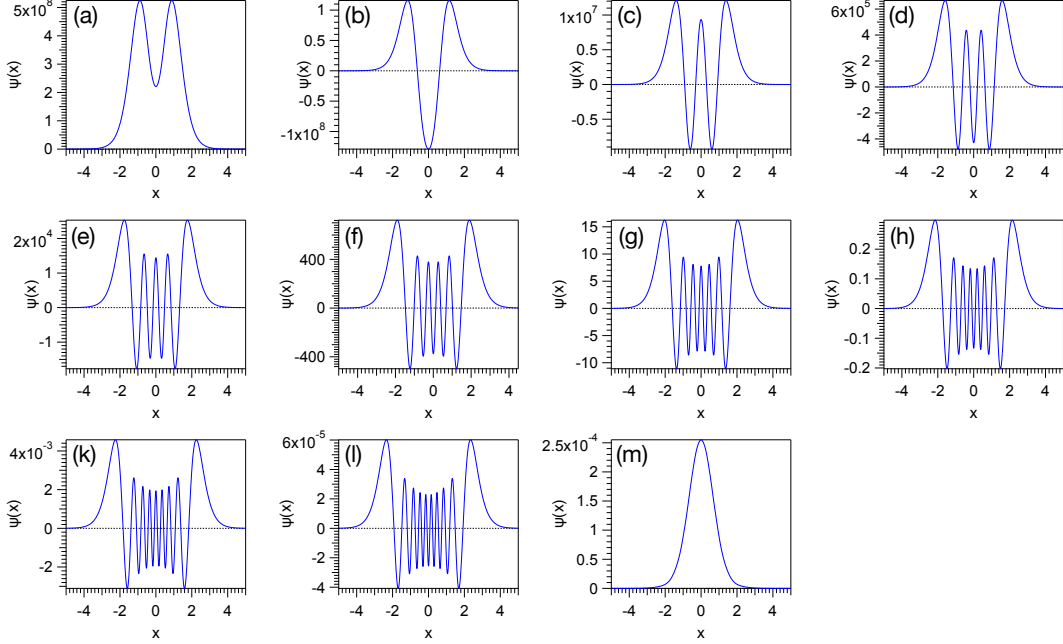 (a)
5x10⁸
4
3
2
1
0
ψ(x)
-4 -2 0 2 4
x
(b)
1
0.5
0
-0.5
-1x10⁸
ψ(x)
-4 -2 0 2 4
x
(c)
1x10⁷
0.5
0
-0.5
ψ(x)
-4 -2 0 2 4
x
(d)
6x10⁵
4
2
0
-2
-4
ψ(x)
-4 -2 0 2 4
x
(e)
2x10⁴
1
0
-1
ψ(x)
-4 -2 0 2 4
x
(f)
400
0
-400
ψ(x)
-4 -2 0 2 4
x
(g)
15
10
5
0
-5
-10
ψ(x)
-4 -2 0 2 4
x
(h)
0.2
0.1
0
-0.1
-0.2
ψ(x)
-4 -2 0 2 4
x
(k)
4x10⁻³
2
0
-2
ψ(x)
-4 -2 0 2 4
x
(l)
6x10⁻⁵
4
2
0
-2
-4
ψ(x)
-4 -2 0 2 4
x
(m)
2.5x10⁻⁴
2
1.5
1
0.5
0
ψ(x)
-4 -2 0 2 4
x